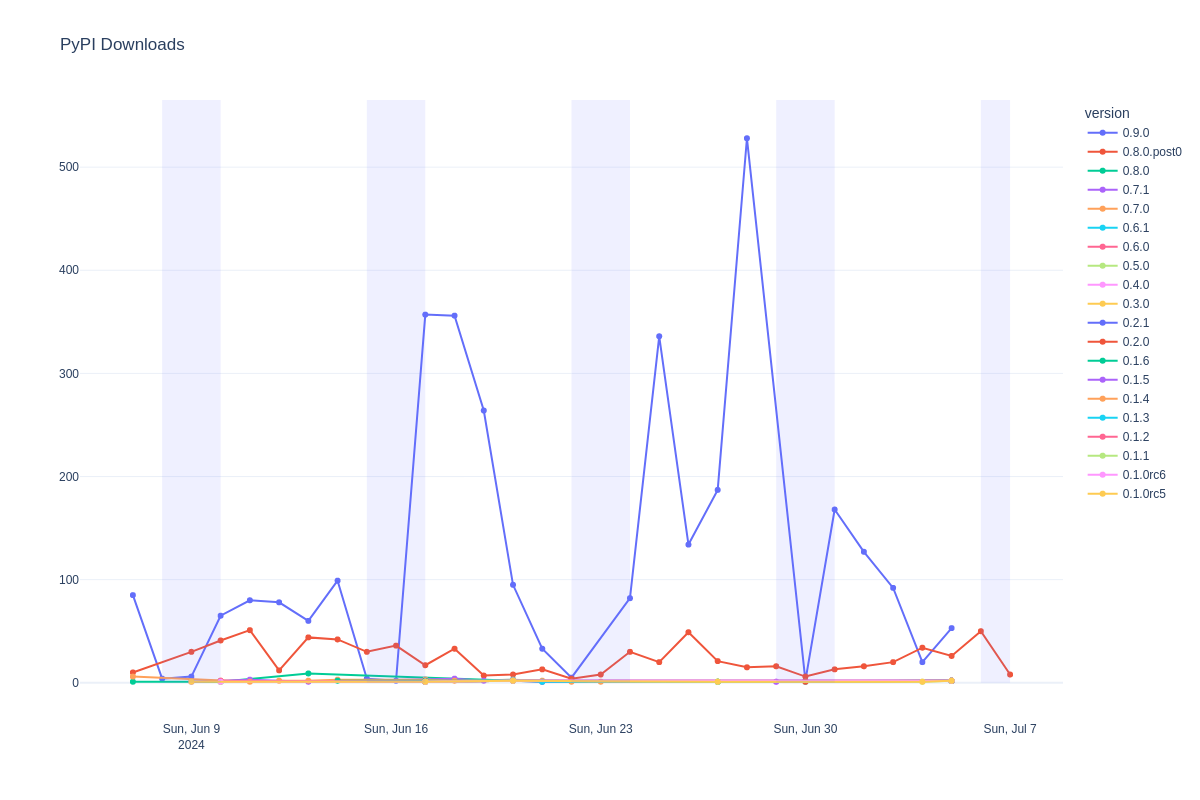 PyPI Downloads
500
400
300
200
100
0
Sun, Jun 9
2024
Sun, Jun 16
Sun, Jun 23
Sun, Jun 30
Sun, Jul 7
version
0.9.0
0.8.0.post0
0.8.0
0.7.1
0.7.0
0.6.1
0.6.0
0.5.0
0.4.0
0.3.0
0.2.1
0.2.0
0.1.6
0.1.5
0.1.4
0.1.3
0.1.2
0.1.1
0.1.0rc6
0.1.0rc5